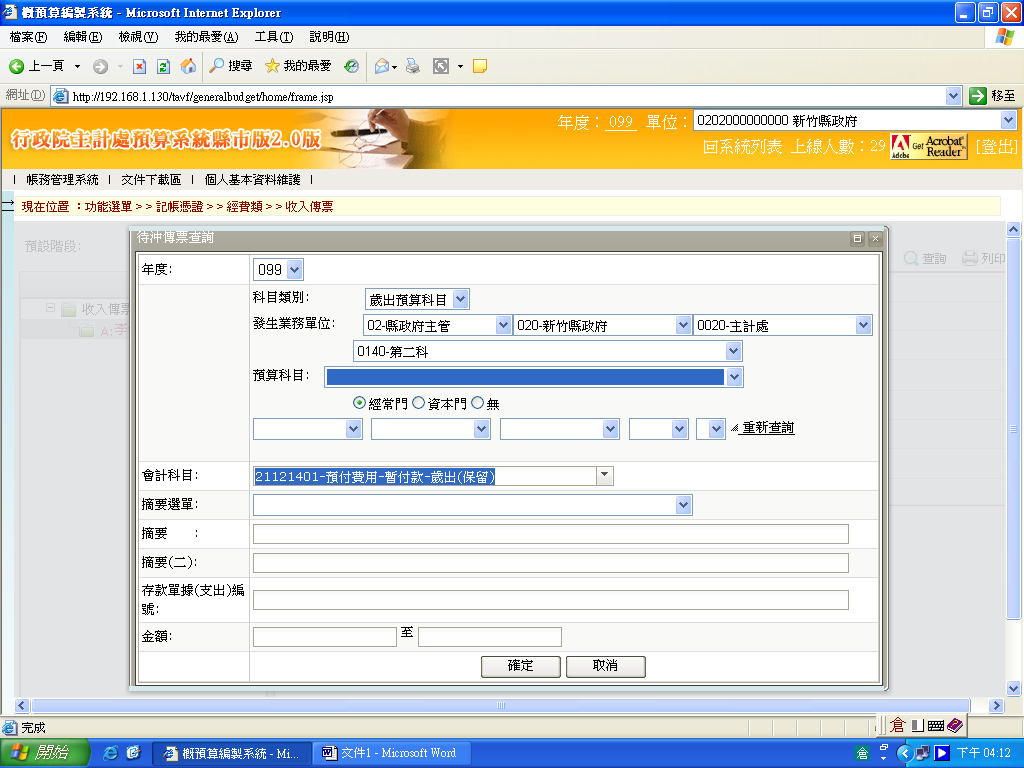 概預算編製系統 - Microsoft Internet Explorer
檔案(F) 編輯(E) 檢視(V) 我的最愛(A) 工具(T) 說明(H)
上一頁 搜尋 我的最愛
網址(D) http://192.168.1.130/tavf/generalbudget/home/frame.jsp 移至
行政院主計處預算系統縣市版2.0版
年度： 099 單位： 0202000000000 新竹縣政府
回系統列表 上線人數：29 Adobe Get Acrobat Reader [登出]
| 帳務管理系統 | 文件下載區 | 個人基本資料維護 |
現在位置 ：功能選單 >> 記帳憑證 >> 經費類 >> 收入傳票
預設階段:
查詢 列印
收入傳票
A:李
待沖傳票查詢
年度: 099
科目類別: 歲出預算科目
發生業務單位: 02-縣政府主管 020-新竹縣政府 0020-主計處
0140-第二科
預算科目:
經常門 資本門 無
重新查詢
會計科目: 21121401-預付費用-暫付款-歲出(保留)
摘要選單:
摘要 :
摘要(二):
存款單據(支出)編
號:
金額: 至
確定 取消
完成
倉
開始 概預算編製系統 - Mi... 文件1 - Microsoft Word 倉 下午 04:12